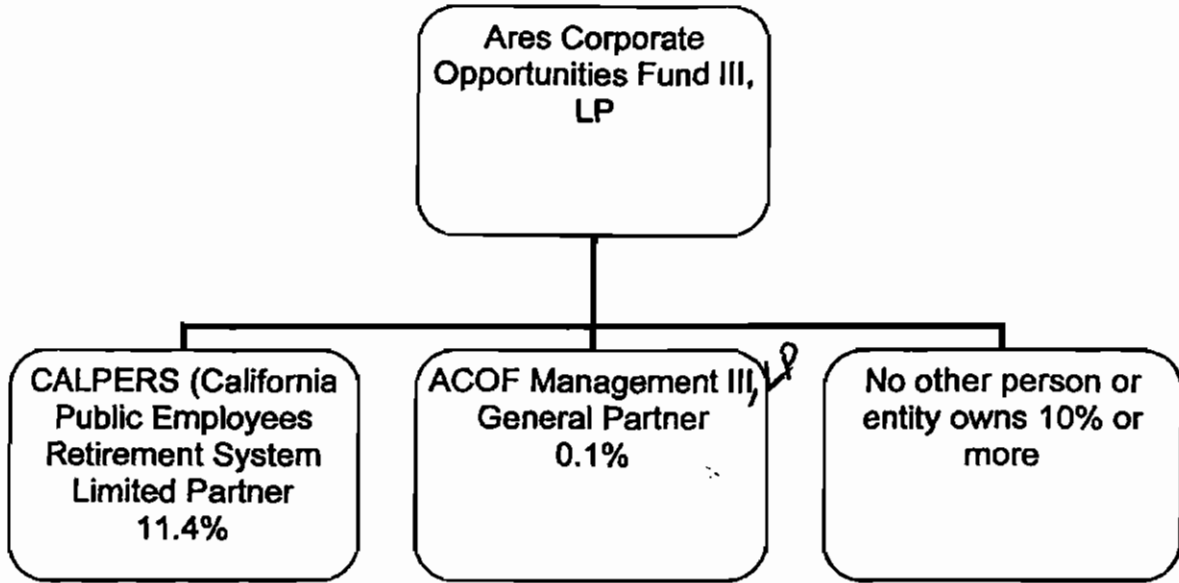 Ares Corporate
Opportunities Fund III,
LP
CALPERS (California
Public Employees
Retirement System
Limited Partner
11.4%
ACOF Management III, LP
General Partner
0.1%
No other person or
entity owns 10% or
more